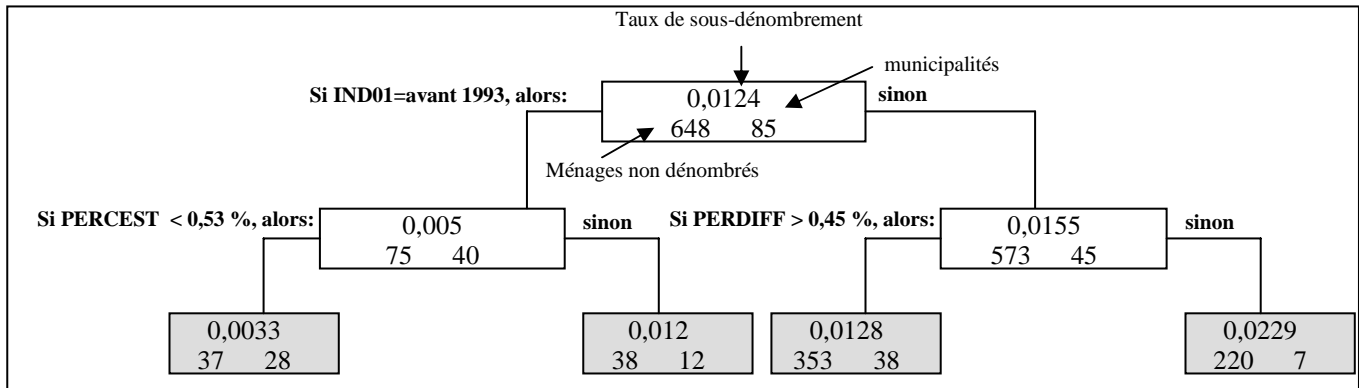 Taux de sous-dénombrement
municipalités
Si IND01=avant 1993, alors:
0,0124
sinon
648 85
Ménages non dénombrés
Si PERCEST < 0,53 %, alors:
0,005
sinon
75 40
Si PERDIFF > 0,45 %, alors:
0,0155
sinon
573 45
0,0033
37 28
0,012
38 12
0,0128
353 38
0,0229
220 7